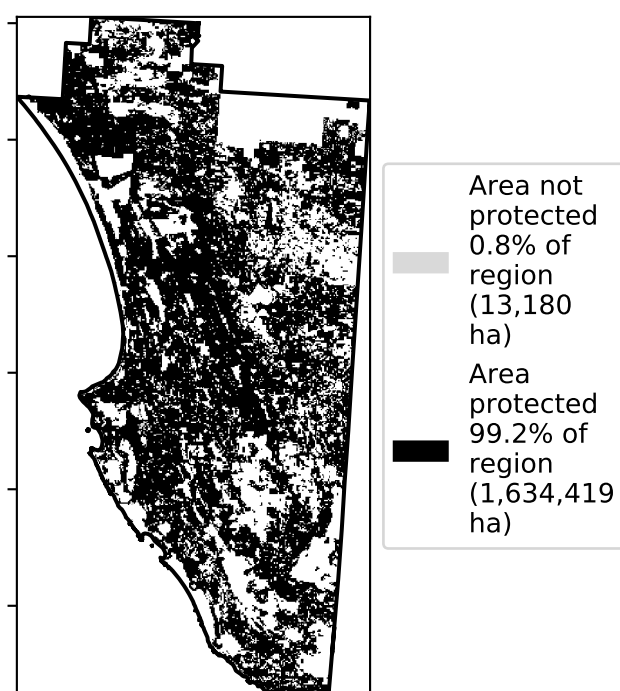 Area not
protected
0.8% of
region
(13,180
ha)
Area
protected
99.2% of
region
(1,634,419
ha)